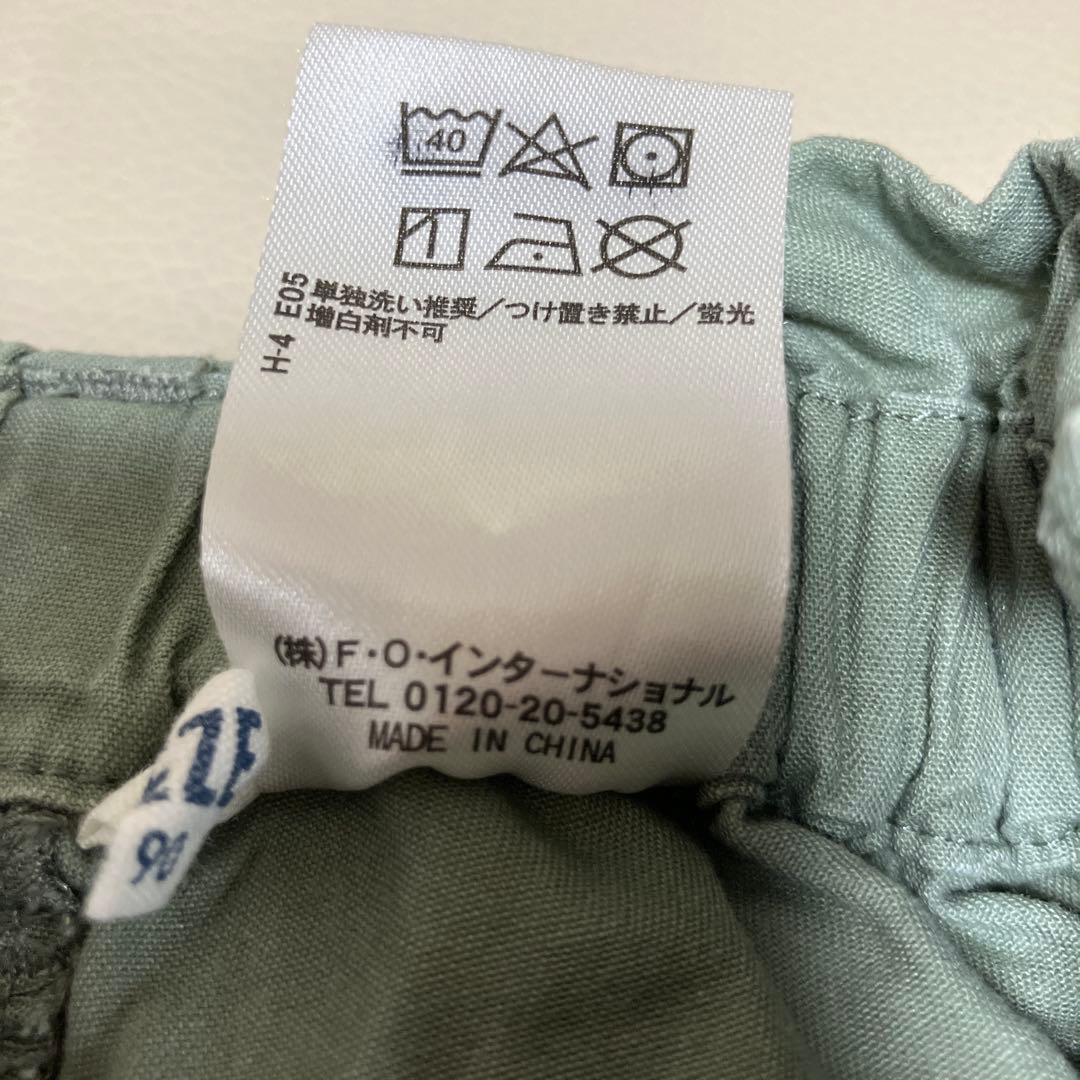 40
単独洗い推奨/つけ置き禁止/蛍光
増白剤不可
H-4 E05
(株)F・O・インターナショナル
TEL 0120-20-5438
MADE IN CHINA
90